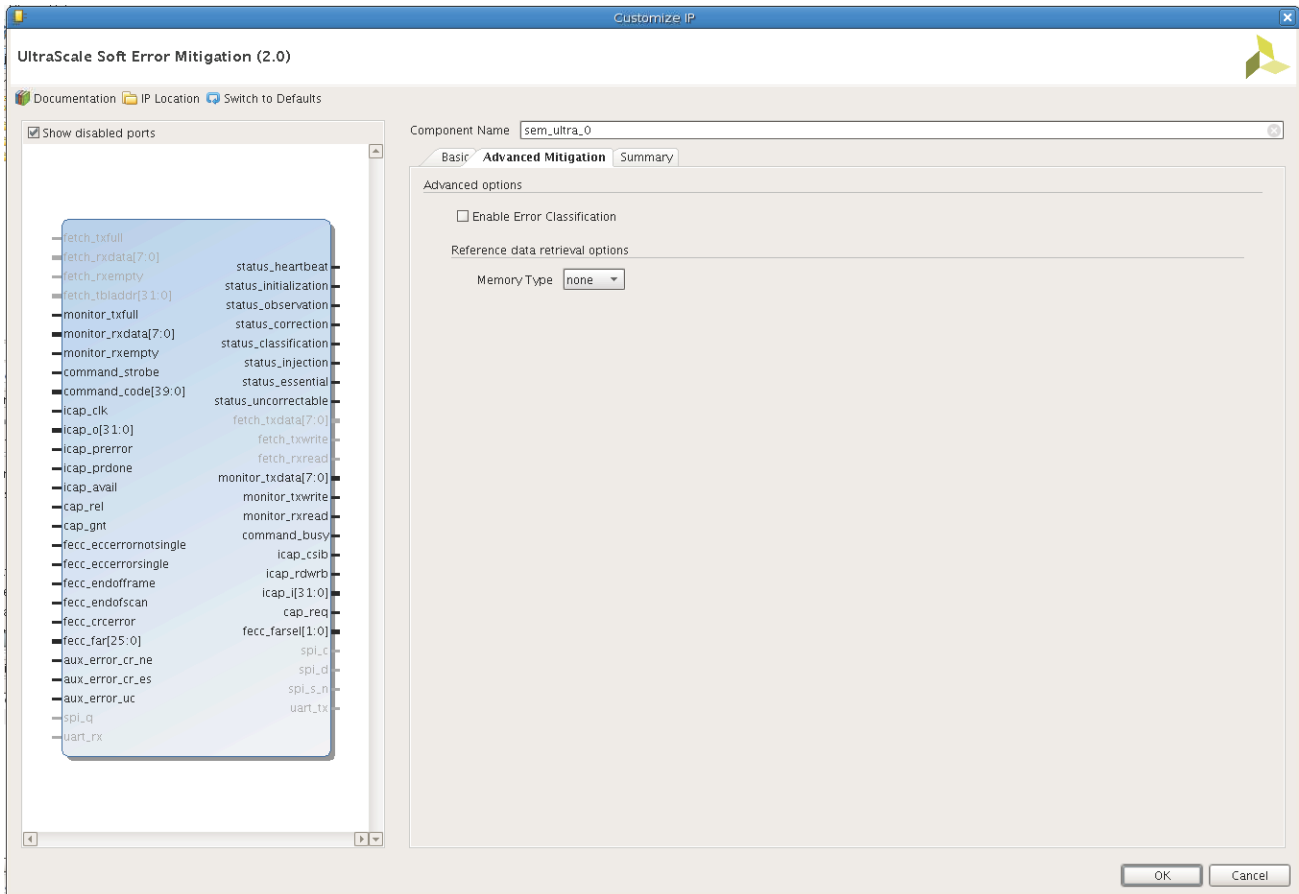 Customize IP
UltraScale Soft Error Mitigation (2.0)
Documentation IP Location Switch to Defaults
Show disabled ports
fetch_txfull
fetch_rxdata[7:0]
fetch_rxempty
fetch_tbladdr[31:0]
monitor_txfull
monitor_rxdata[7:0]
monitor_rxempty
command_strobe
command_code[39:0]
icap_clk
icap_o[31:0]
icap_prerror
icap_prdone
icap_avail
cap_rel
cap_gnt
fecc_eccerrornotsingle
fecc_eccerrorsingle
fecc_endofframe
fecc_endofscan
fecc_crcerror
fecc_far[25:0]
aux_error_cr_ne
aux_error_cr_es
aux_error_uc
spi_q
uart_rx
status_heartbeat
status_initialization
status_observation
status_correction
status_classification
status_injection
status_essential
status_uncorrectable
fetch_txdata[7:0]
fetch_txwrite
fetch_rxread
monitor_txdata[7:0]
monitor_txwrite
monitor_rxread
command_busy
icap_csib
icap_rdwrb
icap_i[31:0]
cap_req
fecc_farsel[1:0]
spi_c
spi_d
spi_s_n
uart_tx
Component Name sem_ultra_0
Basic Advanced Mitigation Summary
Advanced options
Enable Error Classification
Reference data retrieval options
Memory Type none
OK Cancel